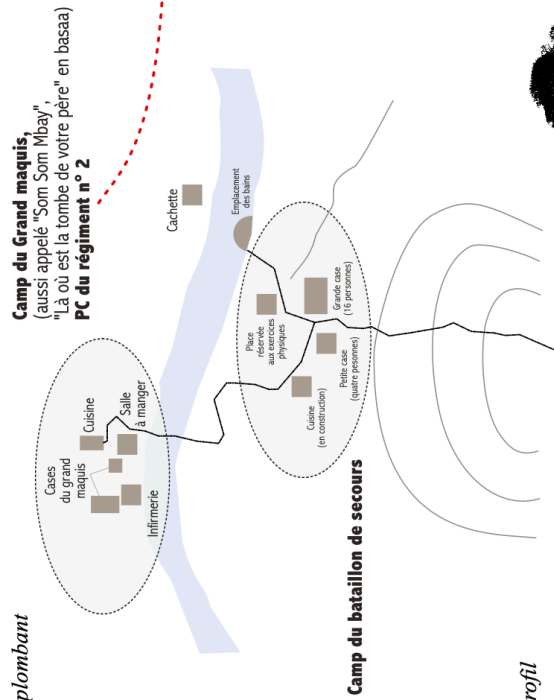 plombant
Camp du Grand maquis,
(aussi appelé "Som Som Mbay",
"Là où est la tombe de votre père" en basaa)
PC du régiment n° 2
Cases
du grand
maquis
Cuisine
Salle
à manger
Infirmerie
Cachette
Emplacement
des bains
Place
réservée
aux exercices
physiques
Grande case
(16 personnes)
Petite case
(quatre pesonnes)
Cuisine
(en construction)
Camp du bataillon de secours
rofil